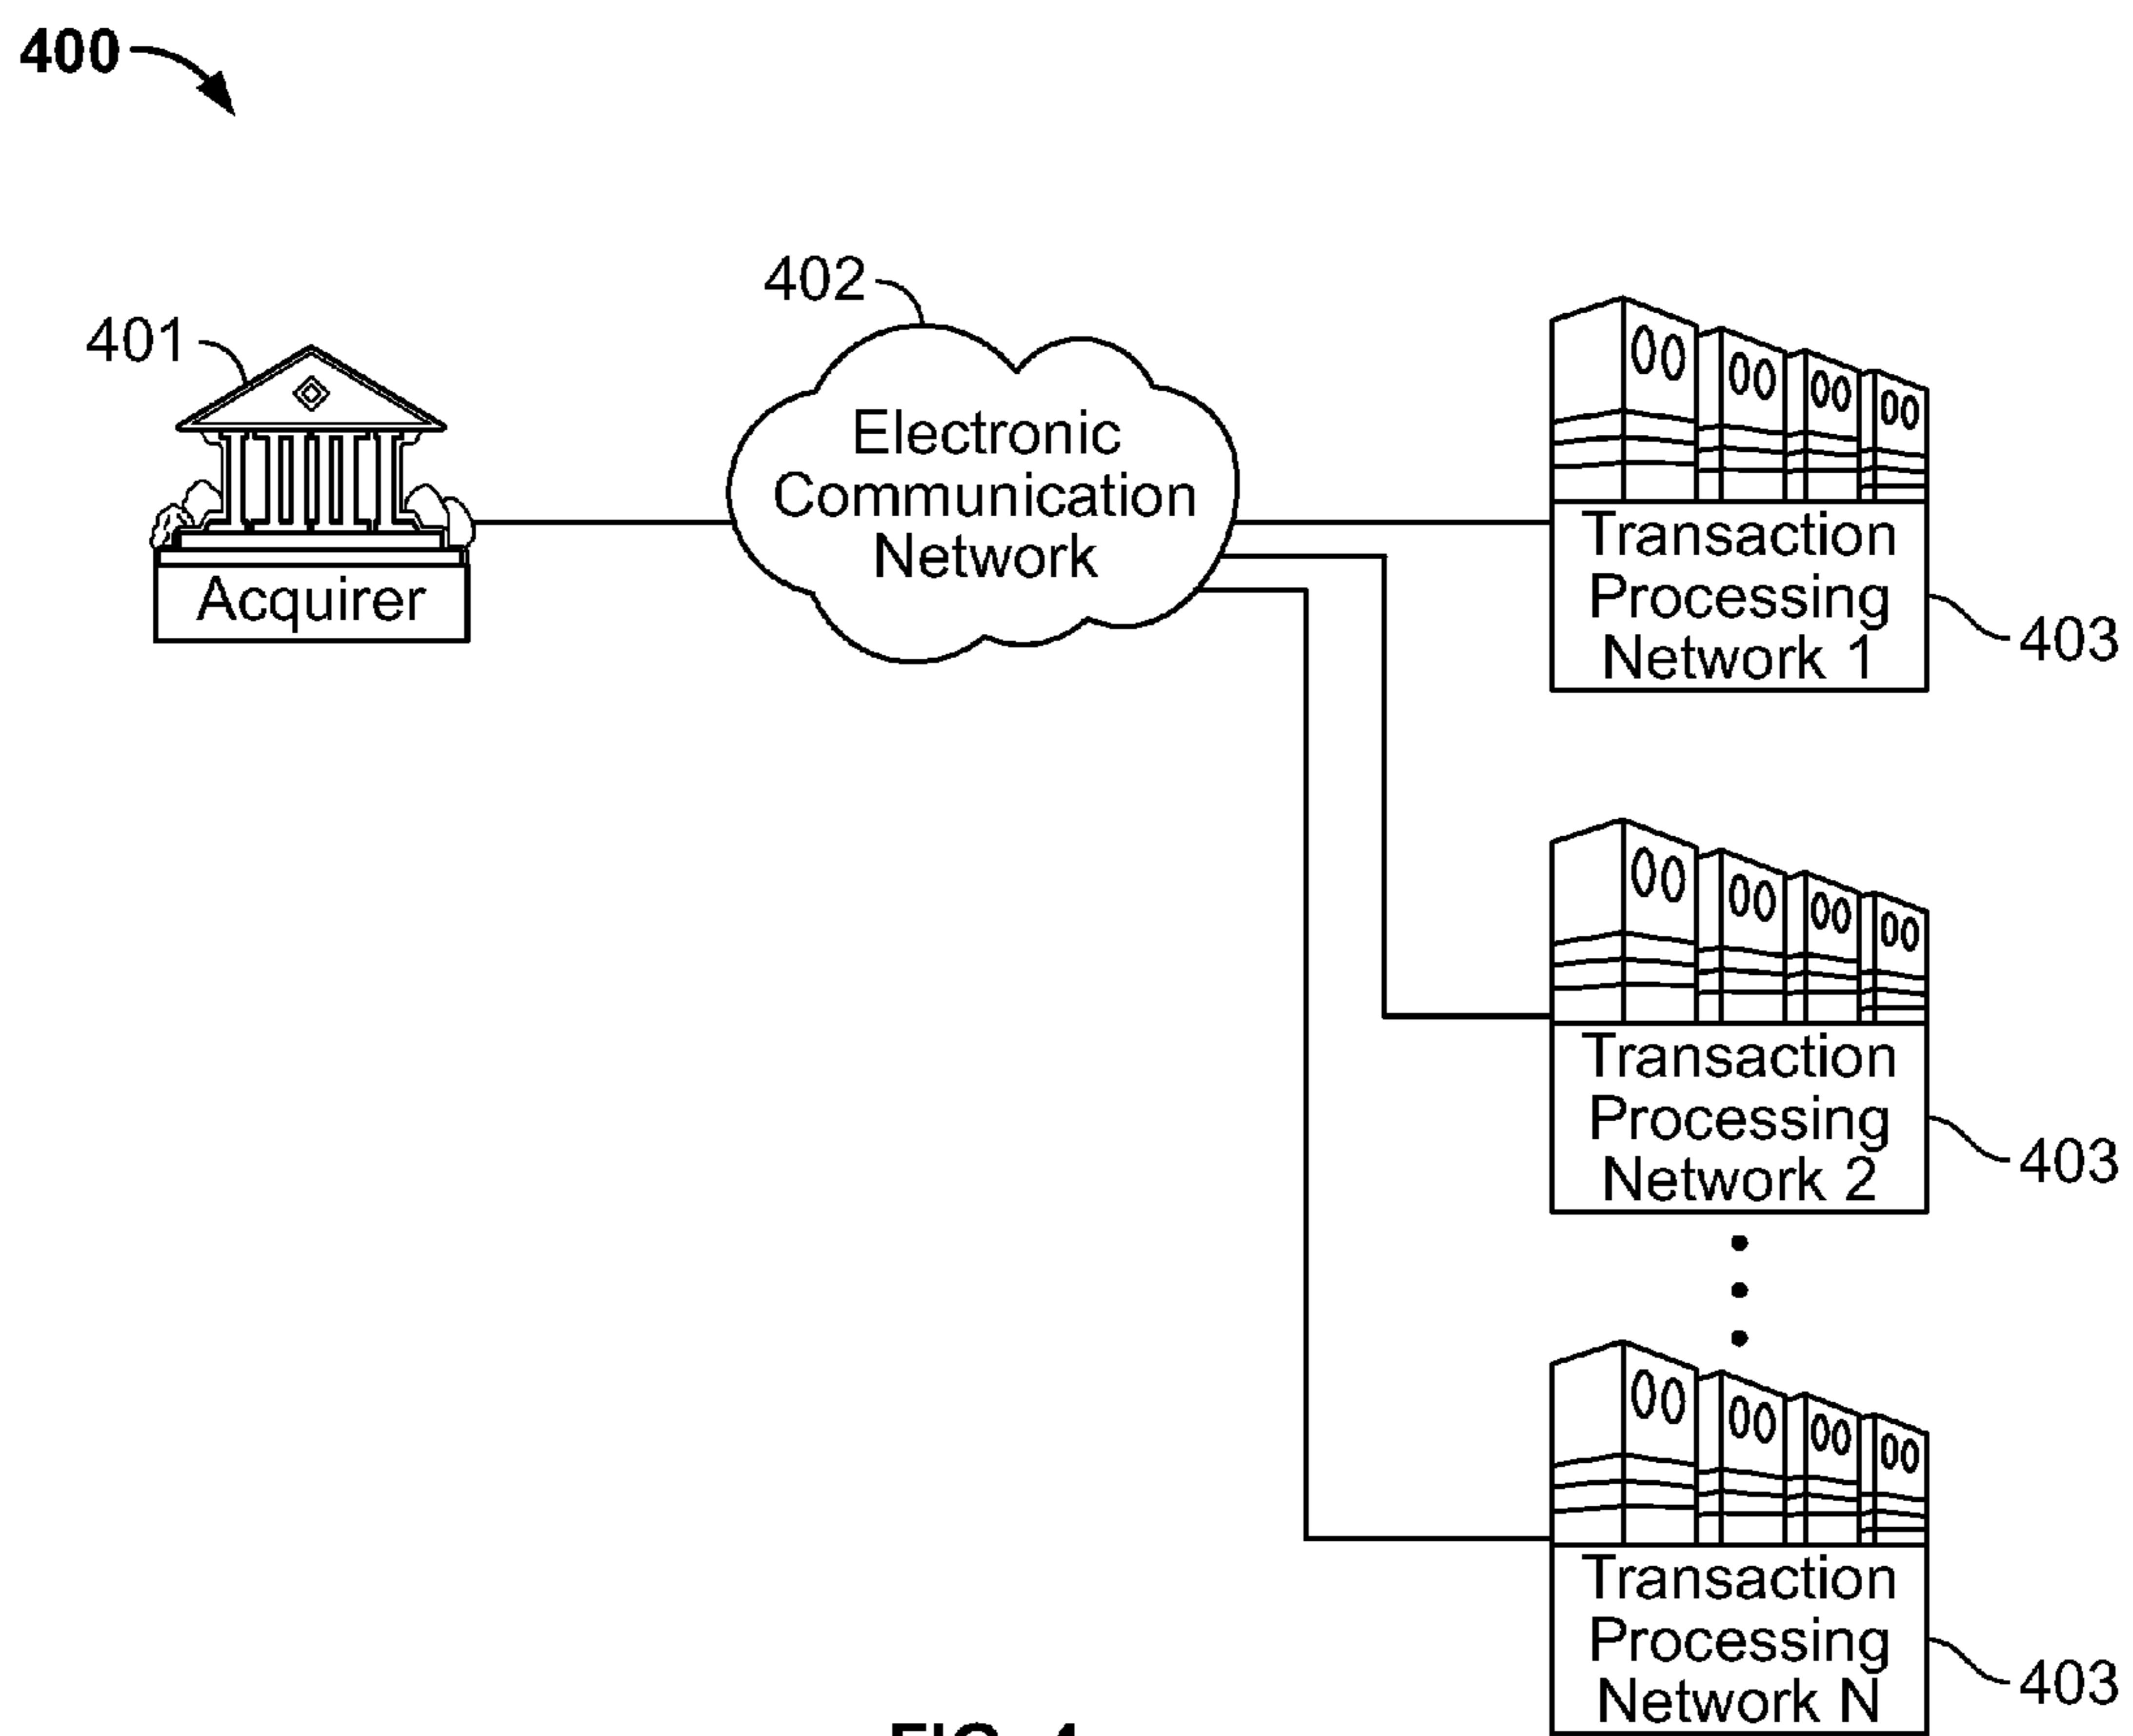 400
402
401
Electronic
Communication
Network
Acquirer
Transaction
Processing
Network 1
403
Transaction
Processing
Network 2
403
Transaction
Processing
Network N
403